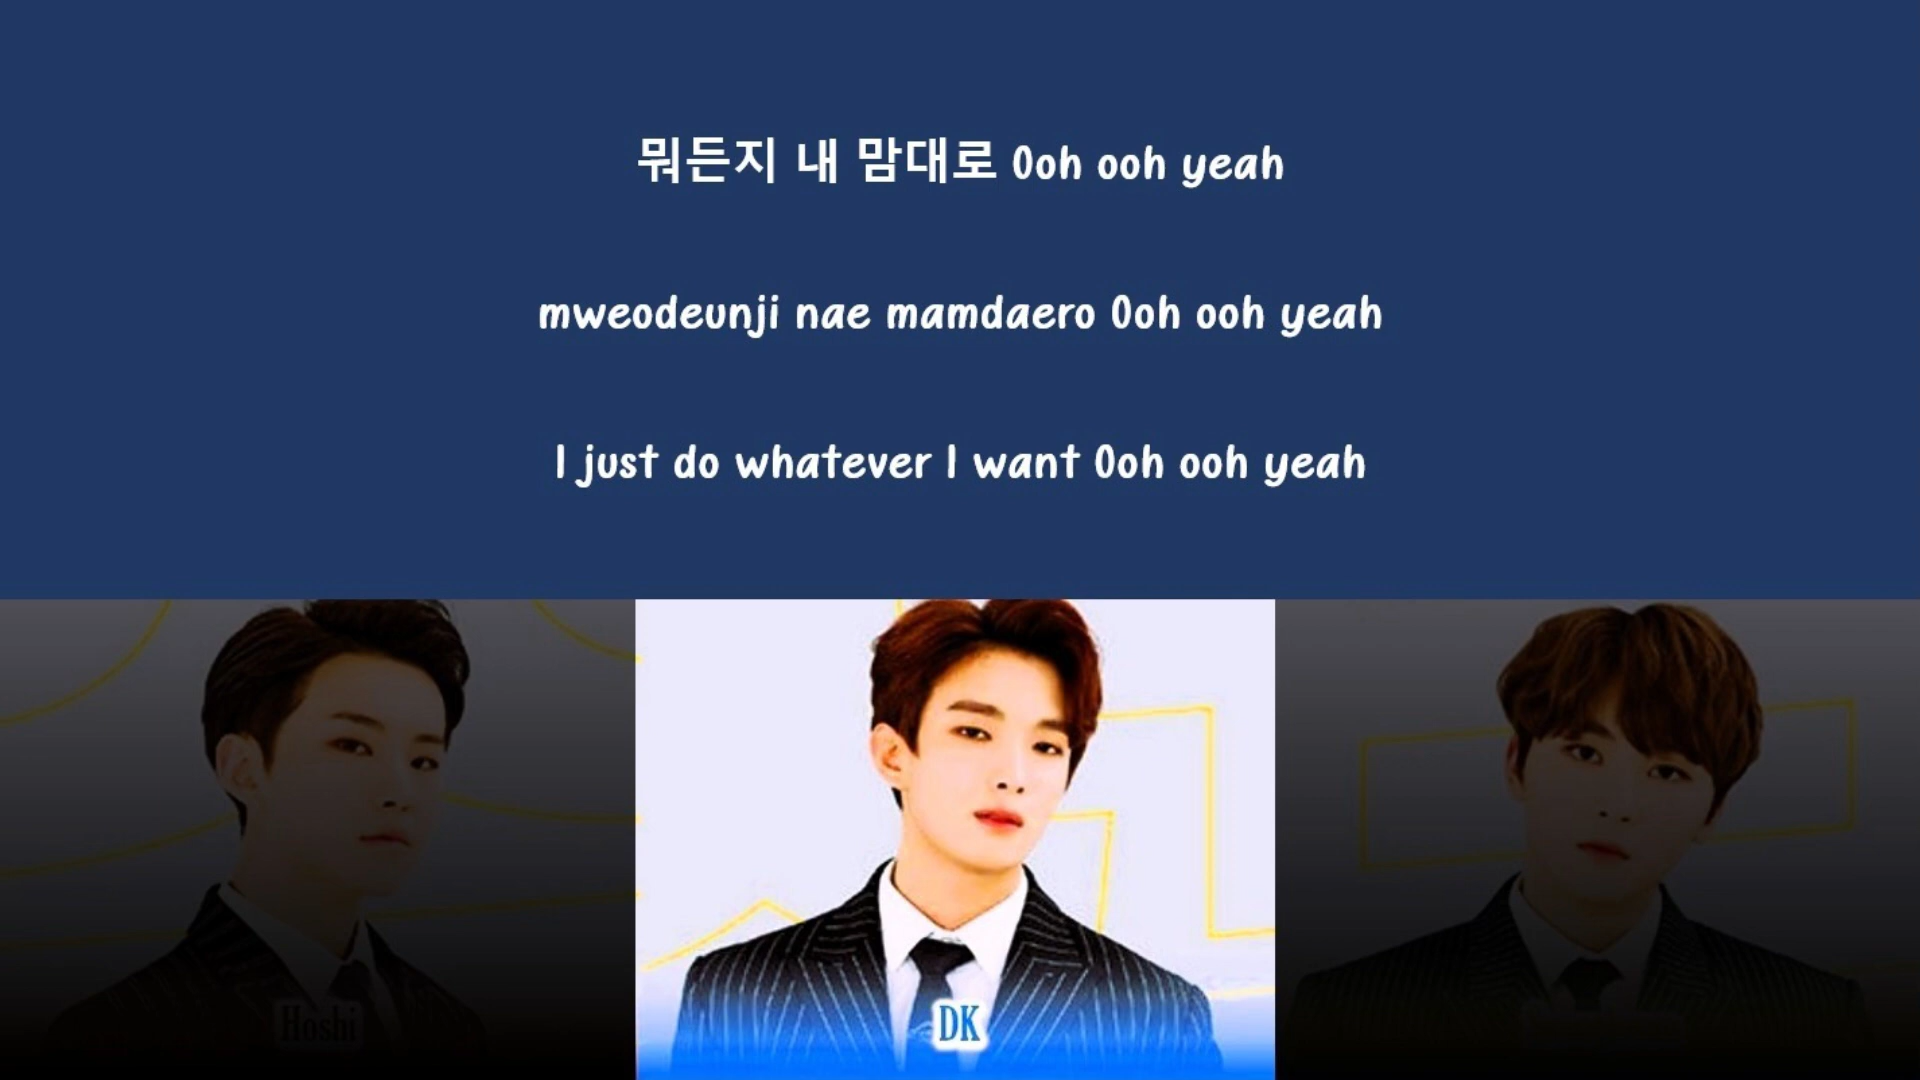 뭐든지 내 맘대로 Ooh ooh yeah
mweodeunji nae mamdaero Ooh ooh yeah
I just do whatever I want Ooh ooh yeah
Hoshi
DK